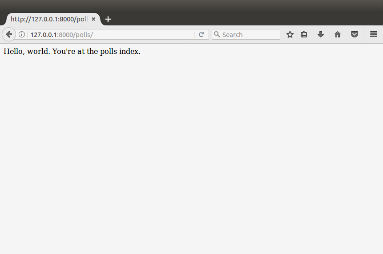 http://127.0.0.1:8000/polls
127.0.0.1:8000/polls/
Search
Hello, world. You're at the polls index.